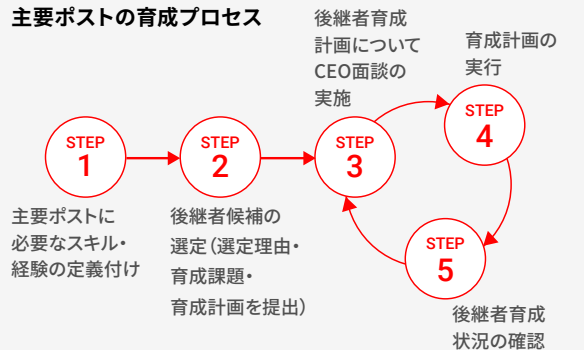 主要ポストの育成プロセス
STEP
1
主要ポストに
必要なスキル・
経験の定義付け
STEP
2
後継者候補の
選定（選定理由・
育成課題・
育成計画を提出）
後継者育成
計画について
CEO面談の
実施
STEP
3
育成計画の
実行
STEP
4
STEP
5
後継者育成
状況の確認